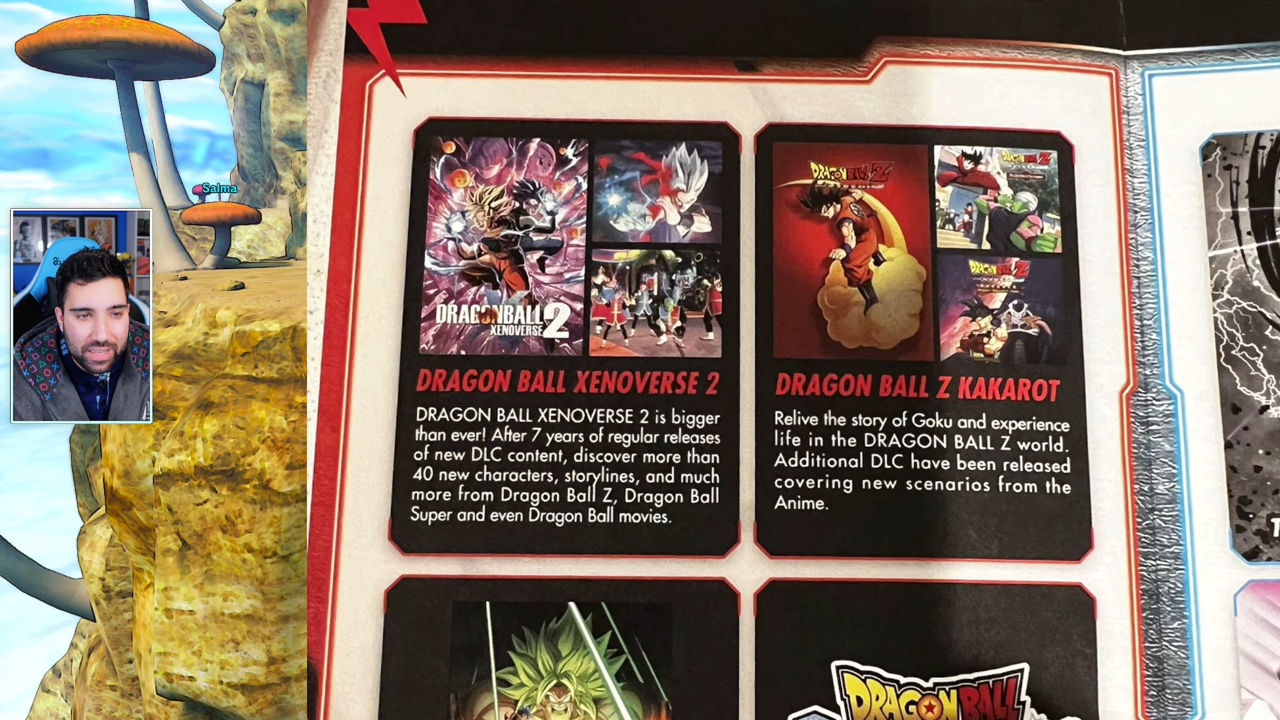 Salma
DRAGON BALL Z
DRAGON BALL Z
DRAGON BALL Z
DRAGONBALL
XENOVERSE 2
DRAGON BALL XENOVERSE 2
DRAGON BALL XENOVERSE 2 is bigger
than ever! After 7 years of regular releases
of new DLC content, discover more than
40 new characters, storylines, and much
more from Dragon Ball Z, Dragon Ball
Super and even Dragon Ball movies.
DRAGON BALL Z KAKAROT
Relive the story of Goku and experience
life in the DRAGON BALL Z world.
Additional DLC have been released
covering new scenarios from the
Anime.
DRAGON BALL